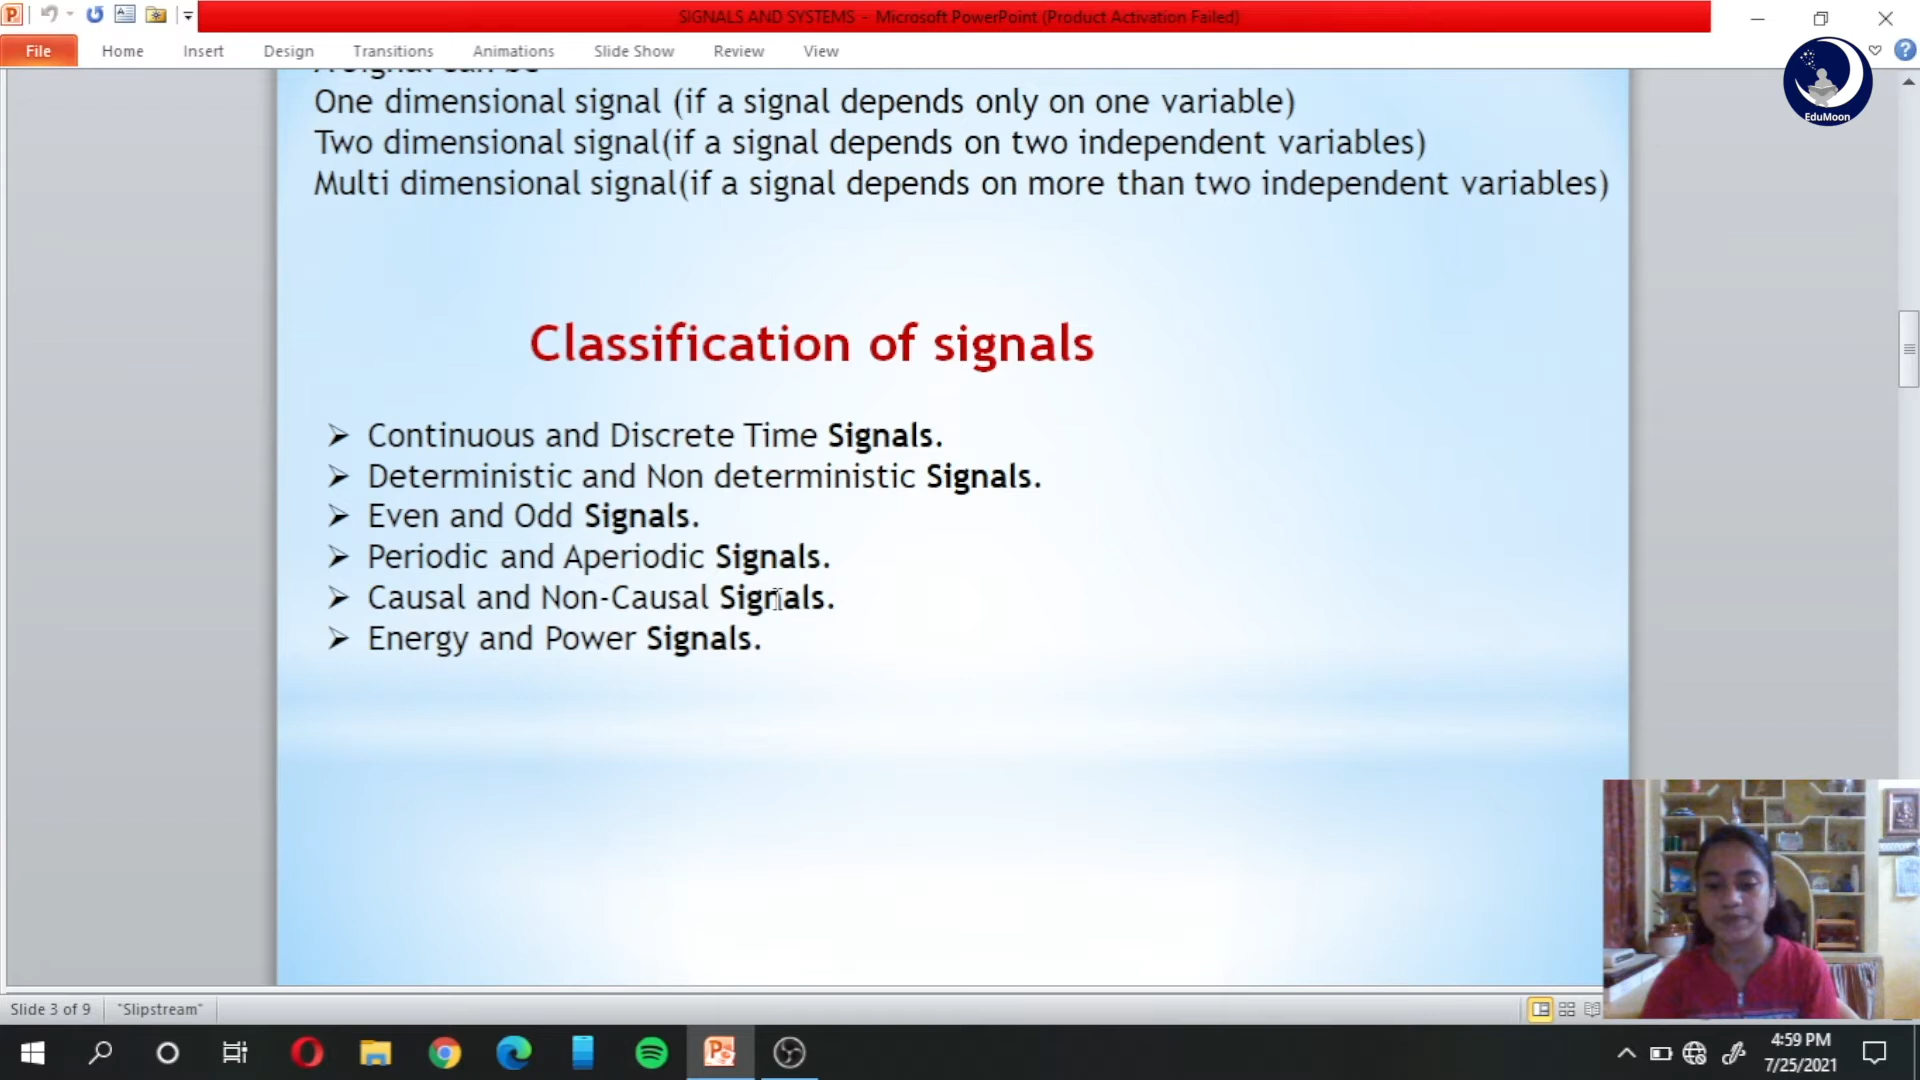 SIGNALS AND SYSTEMS - Microsoft PowerPoint (Product Activation Failed)
File Home Insert Design Transitions Animations Slide Show Review View
EduMoon
A signal can be
One dimensional signal (if a signal depends only on one variable)
Two dimensional signal(if a signal depends on two independent variables)
Multi dimensional signal(if a signal depends on more than two independent variables)
Classification of signals
➢ Continuous and Discrete Time Signals.
➢ Deterministic and Non deterministic Signals.
➢ Even and Odd Signals.
➢ Periodic and Aperiodic Signals.
➢ Causal and Non-Causal Signals.
➢ Energy and Power Signals.
Slide 3 of 9 "Slipstream"
4:59 PM
7/25/2021